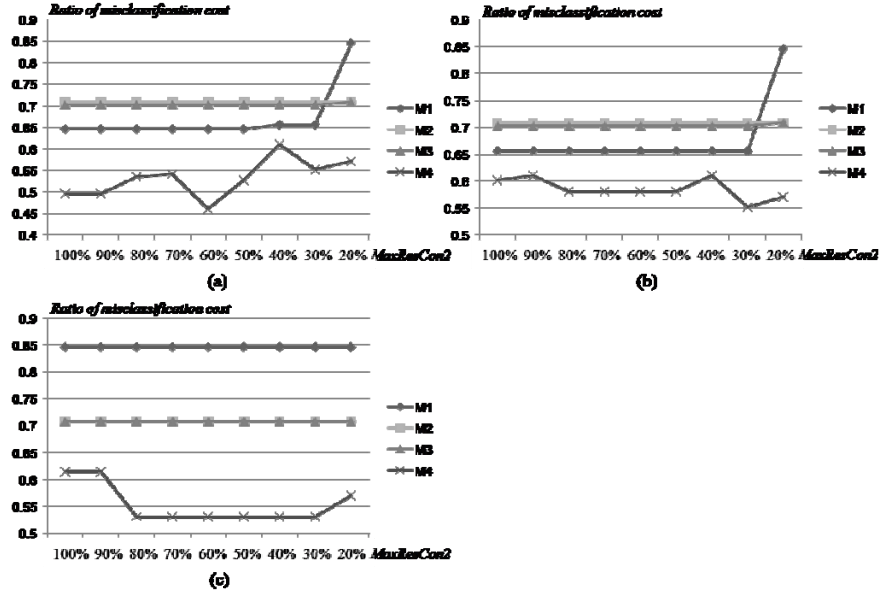 Ratio of misclassification cost
0.9
0.85
0.8
0.75
0.7
0.65
0.6
0.55
0.5
0.45
0.4
100% 90% 80% 70% 60% 50% 40% 30% 20% MaxResCon2
M1
M2
M3
M4
(a)
Ratio of misclassification cost
0.9
0.85
0.8
0.75
0.7
0.65
0.6
0.55
0.5
100% 90% 80% 70% 60% 50% 40% 30% 20% MaxResCon2
M1
M2
M3
M4
(b)
Ratio of misclassification cost
0.9
0.85
0.8
0.75
0.7
0.65
0.6
0.55
0.5
100% 90% 80% 70% 60% 50% 40% 30% 20% MaxResCon2
M1
M2
M3
M4
(c)